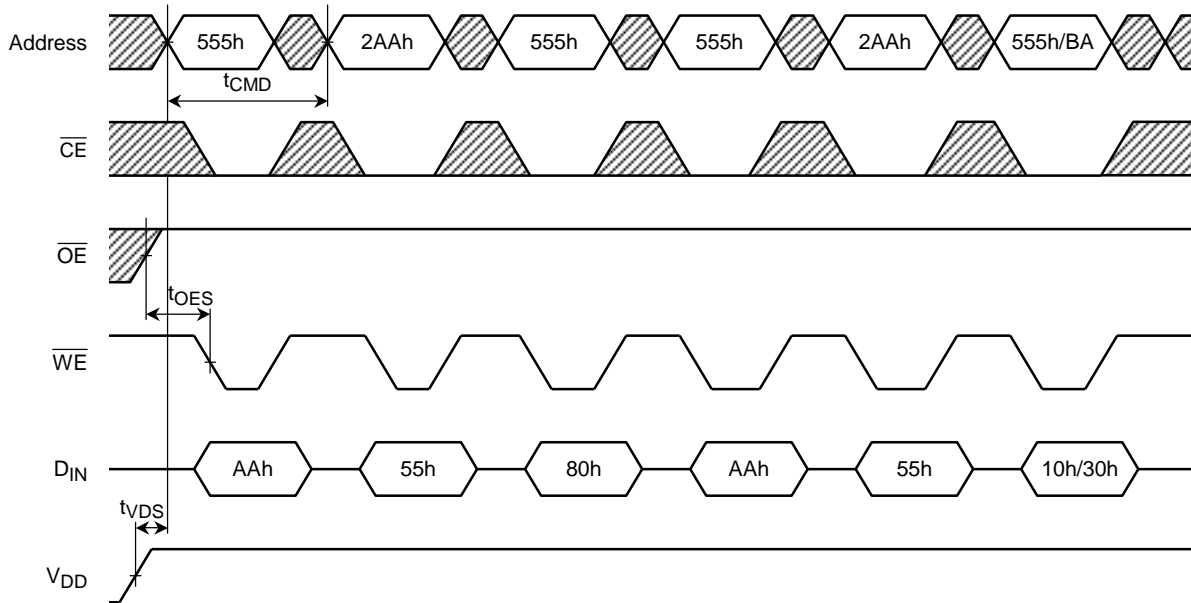 Address 555h 2AAh 555h 555h 2AAh 555h/BA
tCMD
CE
OE
tOES
WE
DIN AAh 55h 80h AAh 55h 10h/30h
tVDS
VDD